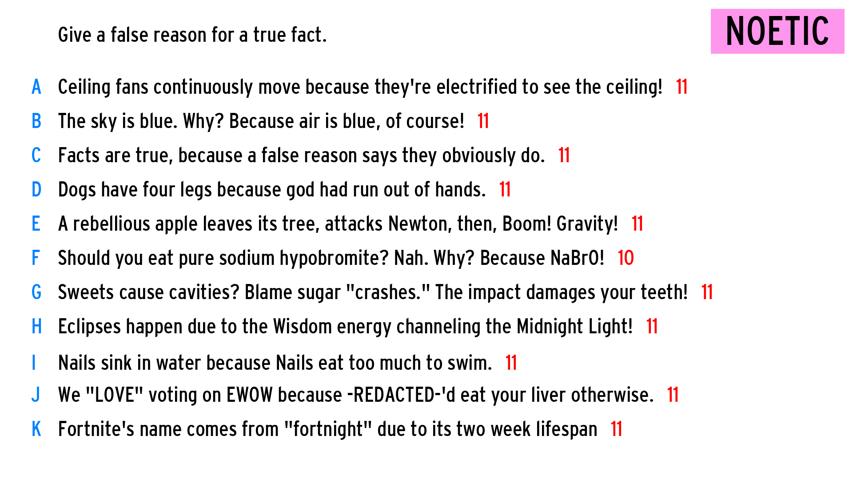 Give a false reason for a true fact.
NOETIC
A Ceiling fans continuously move because they're electrified to see the ceiling! 11
B The sky is blue. Why? Because air is blue, of course! 11
C Facts are true, because a false reason says they obviously do. 11
D Dogs have four legs because god had run out of hands. 11
E A rebellious apple leaves its tree, attacks Newton, then, Boom! Gravity! 11
F Should you eat pure sodium hypobromite? Nah. Why? Because NaBrO! 10
G Sweets cause cavities? Blame sugar "crashes." The impact damages your teeth! 11
H Eclipses happen due to the Wisdom energy channeling the Midnight Light! 11
I Nails sink in water because Nails eat too much to swim. 11
J We "LOVE" voting on EWOW because -REDACTED-'d eat your liver otherwise. 11
K Fortnite's name comes from "fortnight" due to its two week lifespan 11